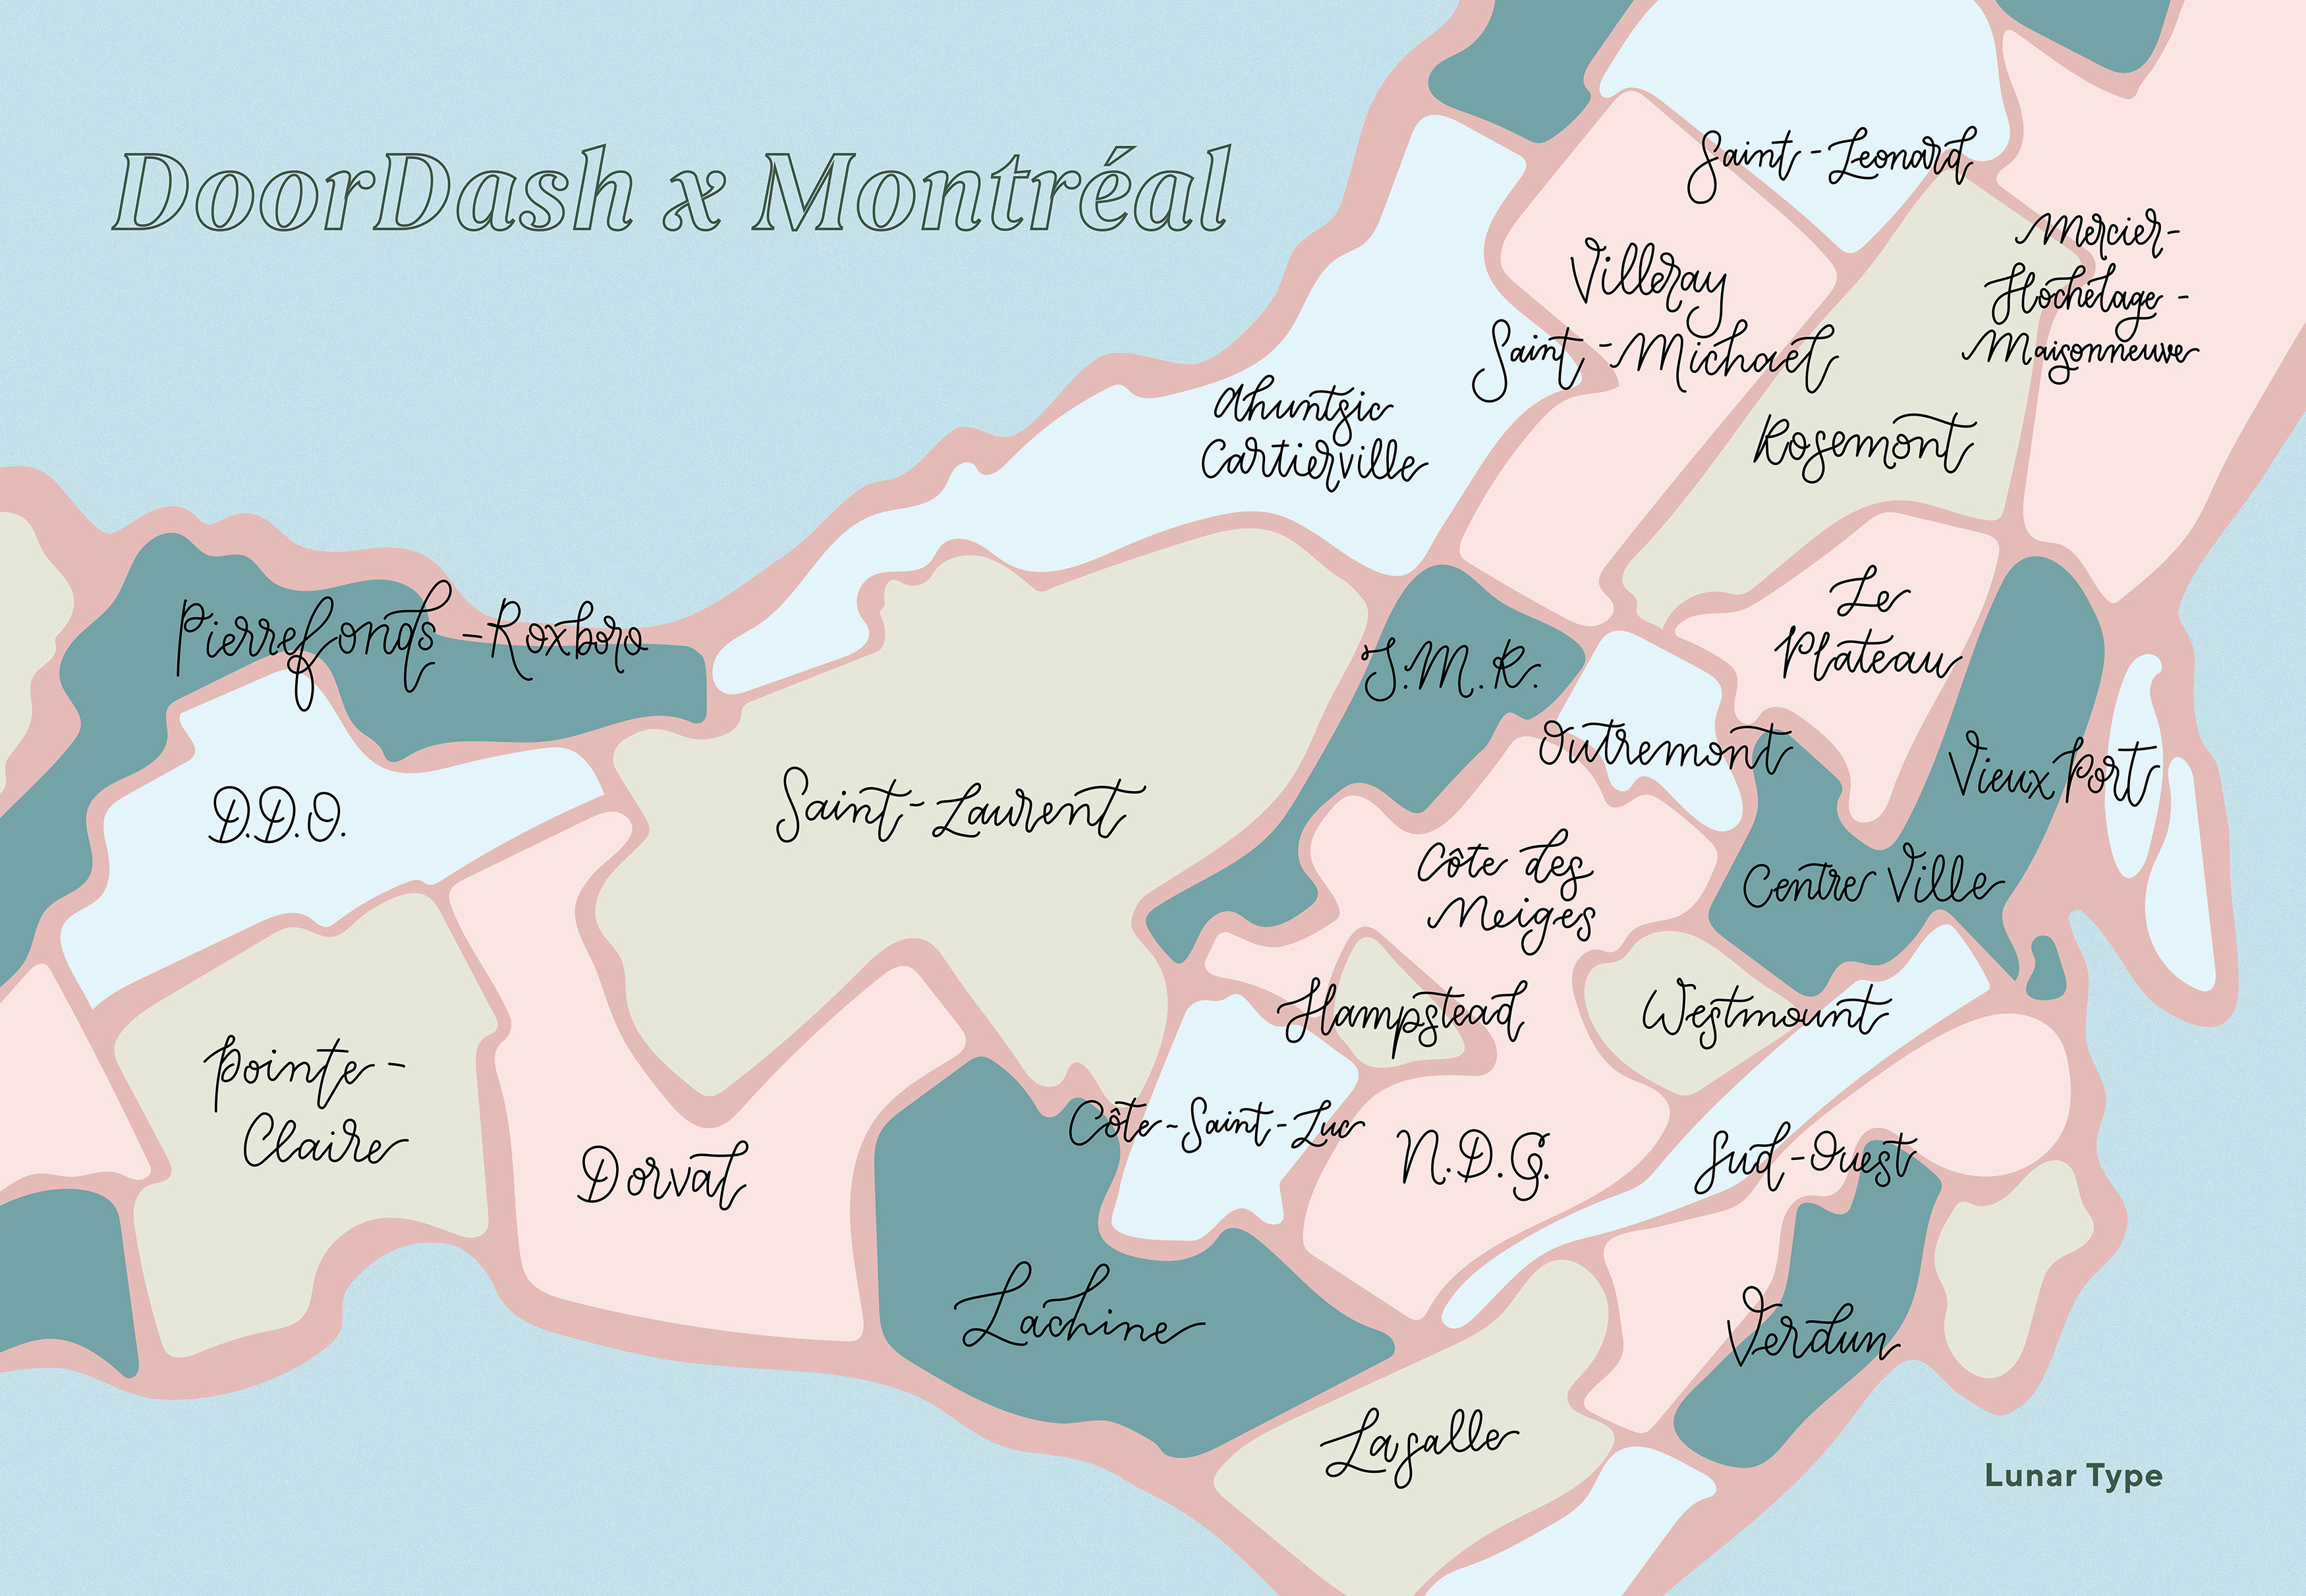 DoorDash x Montréal
Saint-Leonard
Mercier-
Hochelage-
Maisonneuve
Villeray
Saint-Michael
Ahuntsic
Cartierville
Rosemont
Pierrefonds-Roxboro
Le
Plateau
T.M.R.
Outremont
Vieux Port
D.D.O.
Saint-Laurent
Côte des
Neiges
Centre Ville
Hampstead
Westmount
Pointe-
Claire
Côte-Saint-Luc
N.D.G.
Sud-Ouest
Dorval
Lachine
Verdun
Lasalle
Lunar Type